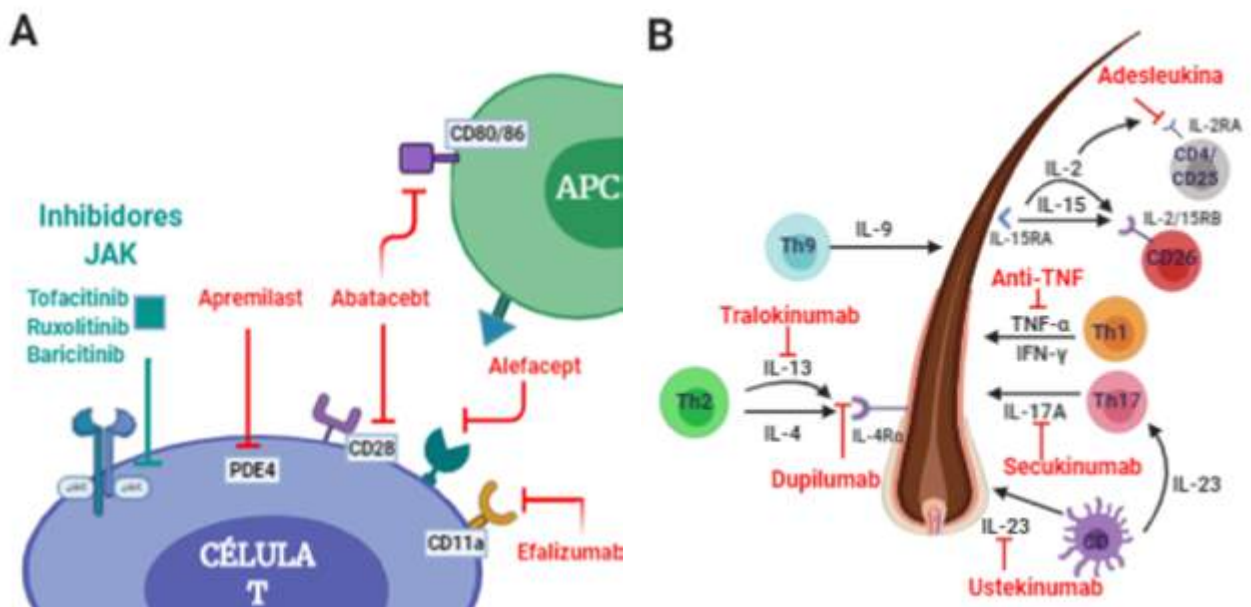 A
CD80/86
APC
Inhibidores
JAK
Tofacitinib
Ruxolitinib
Baricitinib
Apremilast
Abatacebt
Alefacept
JAK
JAK
PDE4
CD28
CD11a
Efalizumab
CÉLULA
T
B
Adesleukina
IL-2RA
CD4/
CD25
IL-2
IL-15
IL-15RA
IL-2/15RB
CD26
Th9
IL-9
Anti-TNF
TNF-α
IFN-γ
Th1
Tralokinumab
IL-13
Th2
IL-4
IL-4Rα
Dupilumab
Th17
IL-17A
Secukinumab
IL-23
CD
IL-23
Ustekinumab